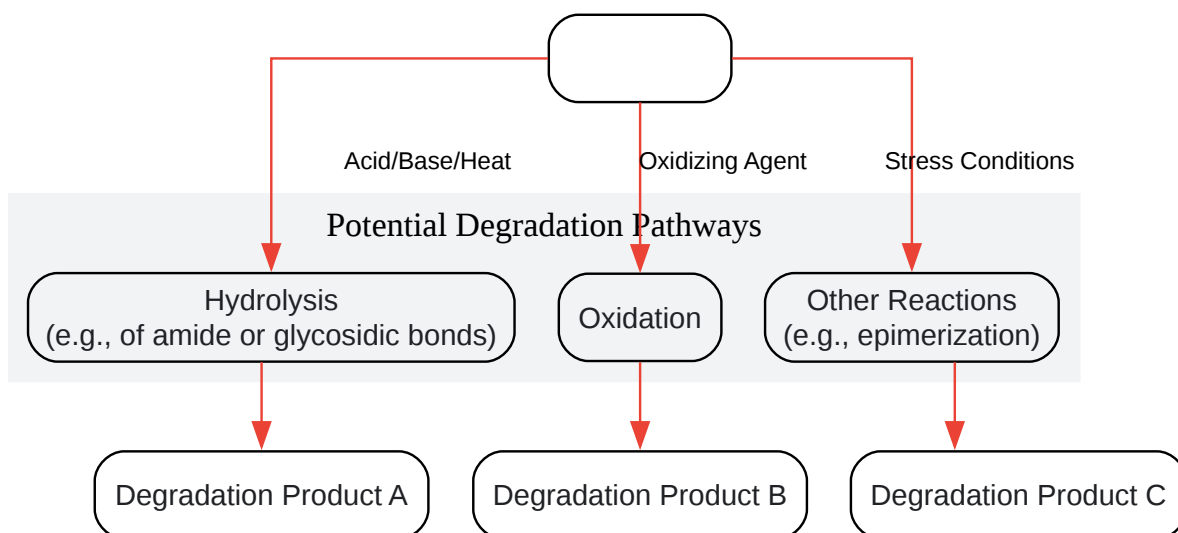 Acid/Base/Heat
Oxidizing Agent
Stress Conditions
Potential Degradation Pathways
Hydrolysis
(e.g., of amide or glycosidic bonds)
Oxidation
Other Reactions
(e.g., epimerization)
Degradation Product A
Degradation Product B
Degradation Product C